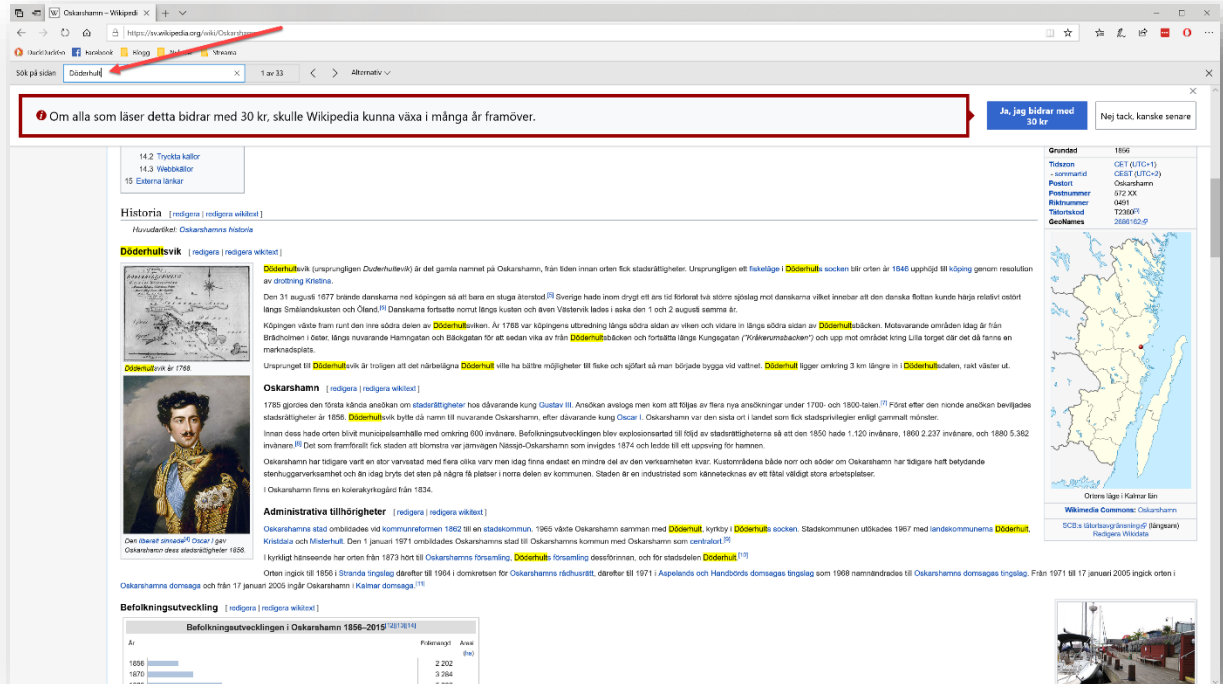 Oskarshamn – Wikipedi
https://sv.wikipedia.org/wiki/Oskarsham
DuckDuckGo Facebook Blogg Nyheter Streama
Sök på sidan Döderhult 1 av 33 Alternativ
Om alla som läser detta bidrar med 30 kr, skulle Wikipedia kunna växa i många år framöver.
Ja, jag bidrar med
30 kr
Nej tack, kanske senare
14.2 Tryckta källor
14.3 Webbkällor
15 Externa länkar
Historia [ redigera | redigera wikitext ]
Huvudartikel: Oskarshamns historia
Döderhultsvik [ redigera | redigera wikitext ]
Döderhultsvik år 1768.
Den liberalt sinnade[4] Oscar I gav
Oskarshamn dess stadsrättigheter 1856.
Döderhultsvik (ursprungligen Duderhultevik) är det gamla namnet på Oskarshamn, från tiden innan orten fick stadsrättigheter. Ursprungligen ett fiskeläge i Döderhults socken blir orten år 1646 upphöjd till köping genom resolution
av drottning Kristina.
Den 31 augusti 1677 brände danskarna ned köpingen så att bara en stuga återstod.[5] Sverige hade inom drygt ett års tid förlorat två större sjöslag mot danskarna vilket innebar att den danska flottan kunde härja relativt ostört
längs Smålandskusten och Öland.[6] Danskarna fortsatte norrut längs kusten och även Västervik lades i aska den 1 och 2 augusti samma år.
Köpingen växte fram runt den inre södra delen av Döderhultsviken. År 1768 var köpingens utbredning längs södra sidan av viken och vidare in längs södra sidan av Döderhultsbäcken. Motsvarande områden idag är från
Brädholmen i öster, längs nuvarande Hamngatan och Bäckgatan för att sedan vika av från Döderhultsbäcken och fortsätta längs Kungsgatan ("Kråkerumsbacken") och upp mot området kring Lilla torget där det då fanns en
marknadsplats.
Ursprunget till Döderhultsvik är troligen att det närbelägna Döderhult ville ha bättre möjligheter till fiske och sjöfart så man började bygga vid vattnet. Döderhult ligger omkring 3 km längre in i Döderhultsdalen, rakt väster ut.
Oskarshamn [ redigera | redigera wikitext ]
1785 gjordes den första kända ansökan om stadsrättigheter hos dåvarande kung Gustav III. Ansökan avslogs men kom att följas av flera nya ansökningar under 1700- och 1800-talen.[7] Först efter den nionde ansökan beviljades
stadsrättigheter år 1856. Döderhultsvik bytte då namn till nuvarande Oskarshamn, efter dåvarande kung Oscar I. Oskarshamn var den sista ort i landet som fick stadsprivilegier enligt gammalt mönster.
Innan dess hade orten blivit municipalsamhälle med omkring 600 invånare. Befolkningsutvecklingen blev explosionsartad till följd av stadsrättigheterna så att den 1850 hade 1.120 invånare, 1860 2.237 invånare, och 1880 5.362
invånare.[8] Det som framförallt fick staden att blomstra var järnvägen Nässjö-Oskarshamn som invigdes 1874 och ledde till ett uppsving för hamnen.
Oskarshamn har tidigare varit en stor varvsstad med flera olika varv men idag finns endast en mindre del av den verksamheten kvar. Kustområdena både norr och söder om Oskarshamn har tidigare haft betydande
stenhuggarverksamhet och än idag bryts det sten på några få platser i norra delen av kommunen. Staden är en industristad som kännetecknas av ett fåtal väldigt stora arbetsplatser.
I Oskarshamn finns en kolerakyrkogård från 1834.
Administrativa tillhörigheter [ redigera | redigera wikitext ]
Oskarshamns stad ombildades vid kommunreformen 1862 till en stadskommun. 1965 växte Oskarshamn samman med Döderhult, kyrkby i Döderhults socken. Stadskommunen utökades 1967 med landskommunerna Döderhult,
Kristdala och Misterhult. Den 1 januari 1971 ombildades Oskarshamns stad till Oskarshamns kommun med Oskarshamn som centralort.[9]
I kyrkligt hänseende har orten från 1873 hört till Oskarshamns församling, Döderhults församling dessförinnan, och för stadsdelen Döderhult.[10]
Orten ingick till 1856 i Stranda tingslag därefter till 1964 i domkretsen för Oskarshamns rådhusrätt, därefter till 1971 i Aspelands och Handbörds domsagas tingslag som 1968 namnändrades till Oskarshamns domsagas tingslag. Från 1971 till 17 januari 2005 ingick orten i
Oskarshamns domsaga och från 17 januari 2005 ingår Oskarshamn i Kalmar domsaga.[11]
Befolkningsutveckling [ redigera | redigera wikitext ]
Befolkningsutvecklingen i Oskarshamn 1856–2015[12][13][14]
År Folkmängd Areal
(ha)
1856 2 202
1870 3 284
Grundad 1856
Tidszon CET (UTC+1)
- sommartid CEST (UTC+2)
Postort Oskarshamn
Postnummer 572 XX
Riktnummer 0491
Tätortskod T2360[3]
GeoNames 2686162
Ortens läge i Kalmar län
Wikimedia Commons: Oskarshamn
SCB:s tätortsavgränsning (långsam)
Redigera Wikidata